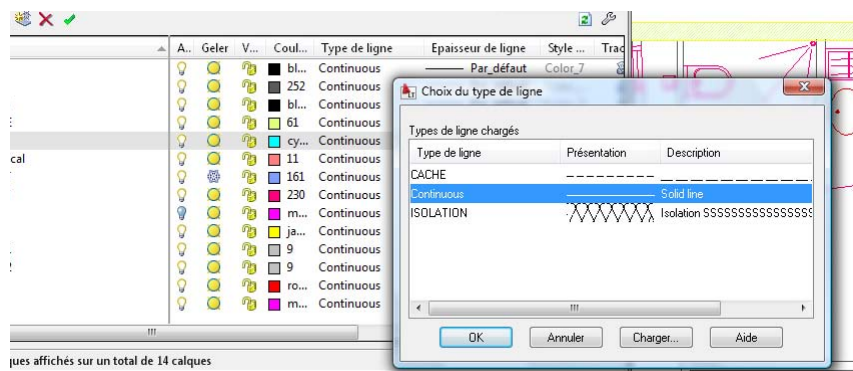 A.. Geler V... Coul... Type de ligne Epaisseur de ligne Style ... Trac
bl... Continuous Par_défaut Color_7
252 Continuous
bl... Continuous
61 Continuous
cy... Continuous
cal 11 Continuous
161 Continuous
230 Continuous
m... Continuous
ja... Continuous
9 Continuous
9 Continuous
ro... Continuous
m... Continuous
ques affichés sur un total de 14 calques
Choix du type de ligne
Types de ligne chargés
Type de ligne Présentation Description
CACHE
Continuous Solid line
ISOLATION Isolation SSSSSSSSSSSSSSSS
OK Annuler Charger... Aide